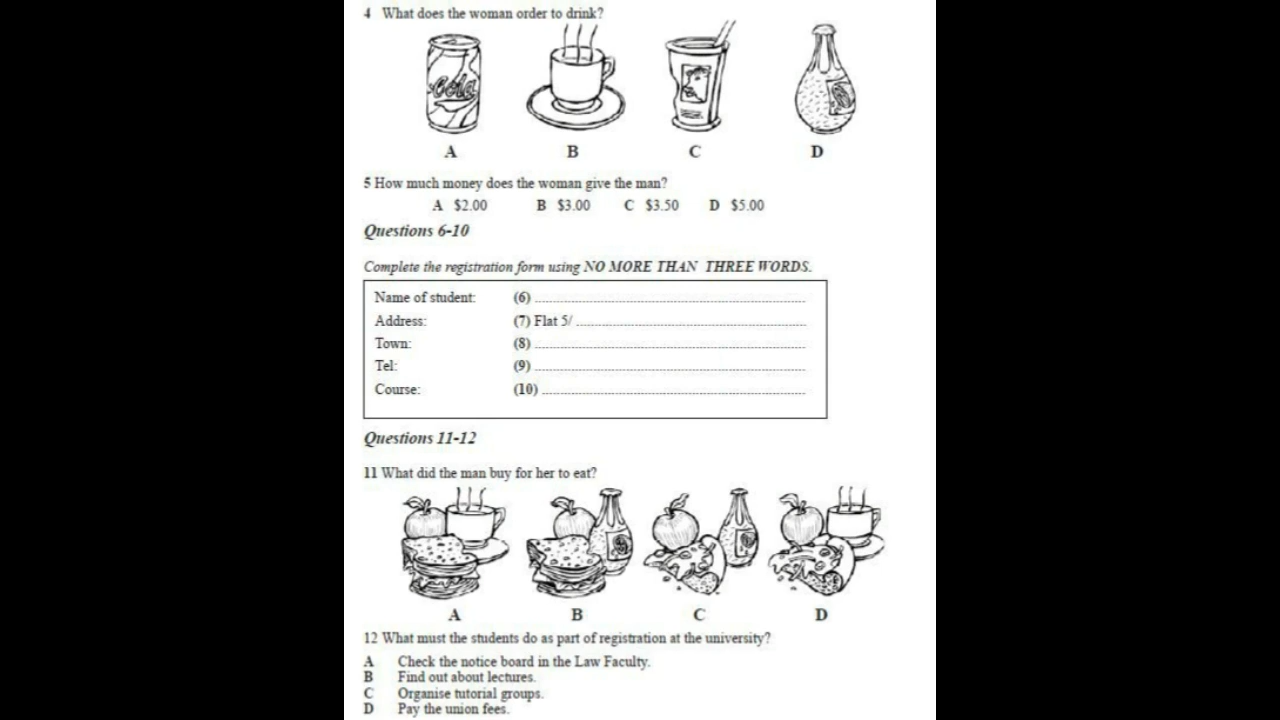 4 What does the woman order to drink?
Cola
A B C D
5 How much money does the woman give the man?
A $2.00 B $3.00 C $3.50 D $5.00
Questions 6-10
Complete the registration form using NO MORE THAN THREE WORDS.
Name of student: (6)
Address: (7) Flat 5/
Town: (8)
Tel: (9)
Course: (10)
Questions 11-12
11 What did the man buy for her to eat?
A B C D
12 What must the students do as part of registration at the university?
A Check the notice board in the Law Faculty.
B Find out about lectures.
C Organise tutorial groups.
D Pay the union fees.